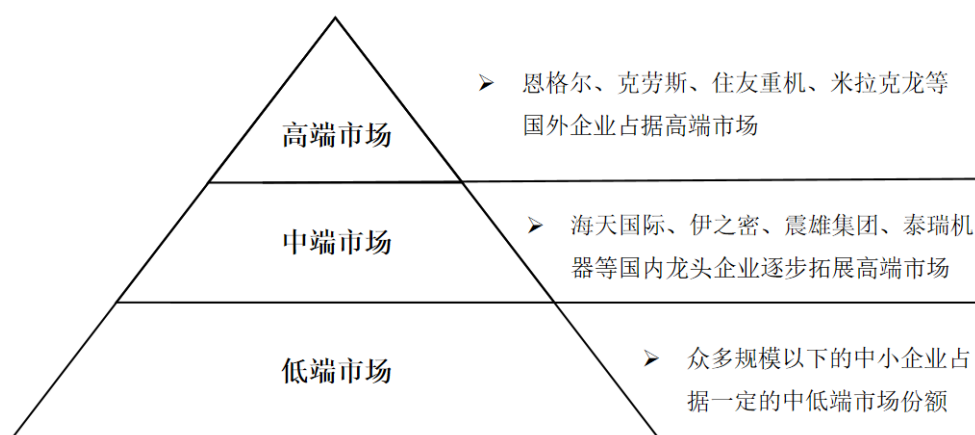 高端市场
恩格尔、克劳斯、住友重机、米拉克龙等
国外企业占据高端市场
中端市场
海天国际、伊之密、震雄集团、泰瑞机
器等国内龙头企业逐步拓展高端市场
低端市场
众多规模以下的中小企业占
据一定的中低端市场份额